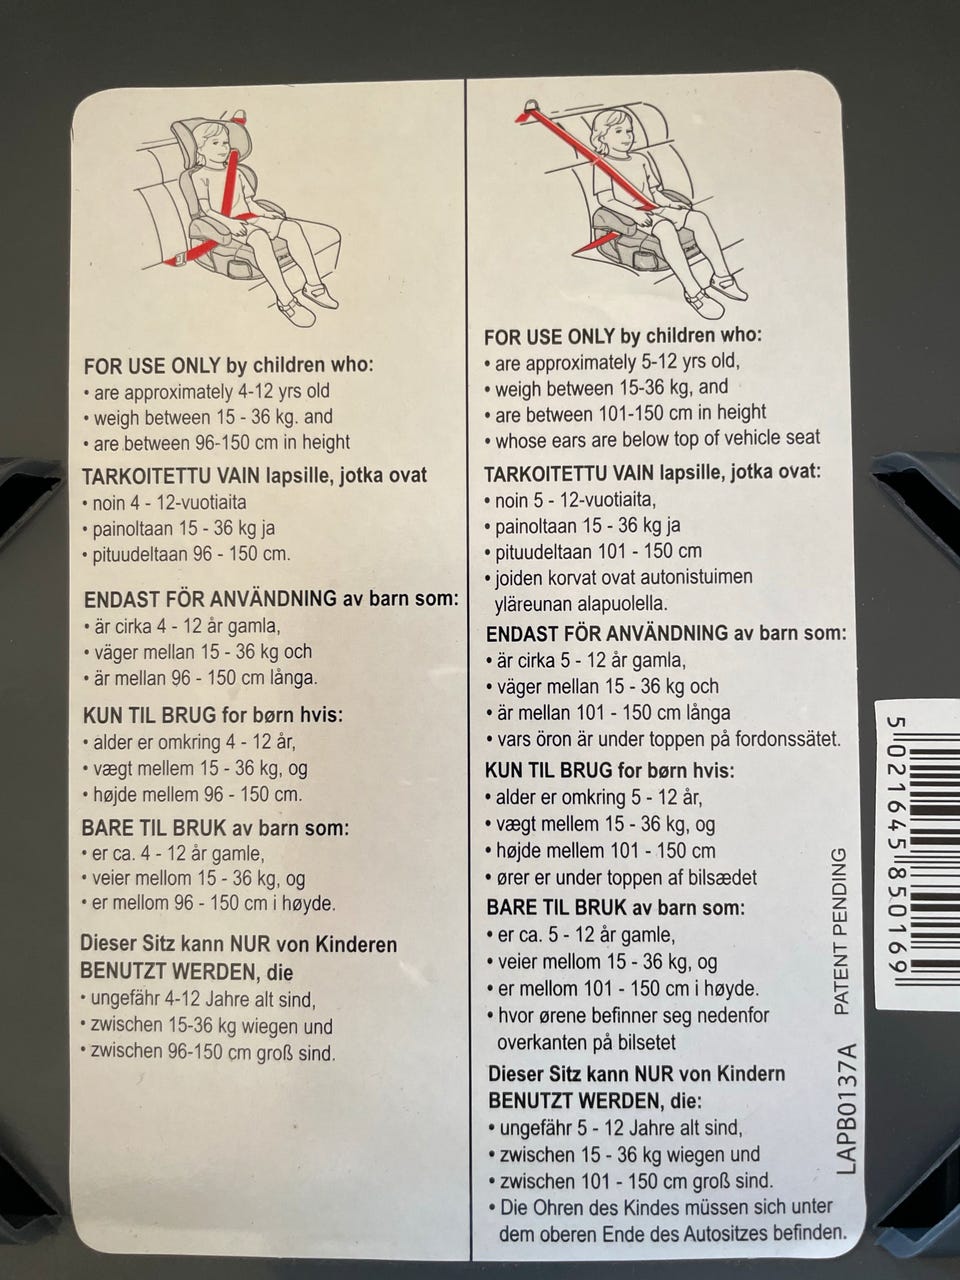 FOR USE ONLY by children who:
• are approximately 4-12 yrs old
• weigh between 15 - 36 kg. and
• are between 96-150 cm in height
TARKOITETTU VAIN lapsille, jotka ovat
• noin 4 - 12-vuotiaita
• painoltaan 15 - 36 kg ja
• pituudeltaan 96 - 150 cm.
ENDAST FÖR ANVÄNDNING av barn som:
• är cirka 4 - 12 år gamla,
• väger mellan 15 - 36 kg och
• är mellan 96 - 150 cm långa.
KUN TIL BRUG for børn hvis:
• alder er omkring 4 - 12 år,
• vægt mellem 15 - 36 kg, og
• højde mellem 96 - 150 cm.
BARE TIL BRUK av barn som:
• er ca. 4 - 12 år gamle,
• veier mellom 15 - 36 kg, og
• er mellom 96 - 150 cm i høyde.
Dieser Sitz kann NUR von Kinderen
BENUTZT WERDEN, die
• ungefähr 4-12 Jahre alt sind,
• zwischen 15-36 kg wiegen und
• zwischen 96-150 cm groß sind.
FOR USE ONLY by children who:
• are approximately 5-12 yrs old,
• weigh between 15-36 kg, and
• are between 101-150 cm in height
• whose ears are below top of vehicle seat
TARKOITETTU VAIN lapsille, jotka ovat:
• noin 5 - 12-vuotiaita,
• painoltaan 15 - 36 kg ja
• pituudeltaan 101 - 150 cm
• joiden korvat ovat autonistuimen
yläreunan alapuolella.
ENDAST FÖR ANVÄNDNING av barn som:
• är cirka 5 - 12 år gamla,
• väger mellan 15 - 36 kg och
• är mellan 101 - 150 cm långa
• vars öron är under toppen på fordonssätet.
KUN TIL BRUG for børn hvis:
• alder er omkring 5 - 12 år,
• vægt mellem 15 - 36 kg, og
• højde mellem 101 - 150 cm
• ører er under toppen af bilsædet
BARE TIL BRUK av barn som:
• er ca. 5 - 12 år gamle,
• veier mellom 15 - 36 kg, og
• er mellom 101 - 150 cm i høyde.
• hvor ørene befinner seg nedenfor
overkanten på bilsetet
Dieser Sitz kann NUR von Kindern
BENUTZT WERDEN, die:
• ungefähr 5 - 12 Jahre alt sind,
• zwischen 15 - 36 kg wiegen und
• zwischen 101 - 150 cm groß sind.
• Die Ohren des Kindes müssen sich unter
dem oberen Ende des Autositzes befinden.
LAPB0137A PATENT PENDING
5 021645 850169